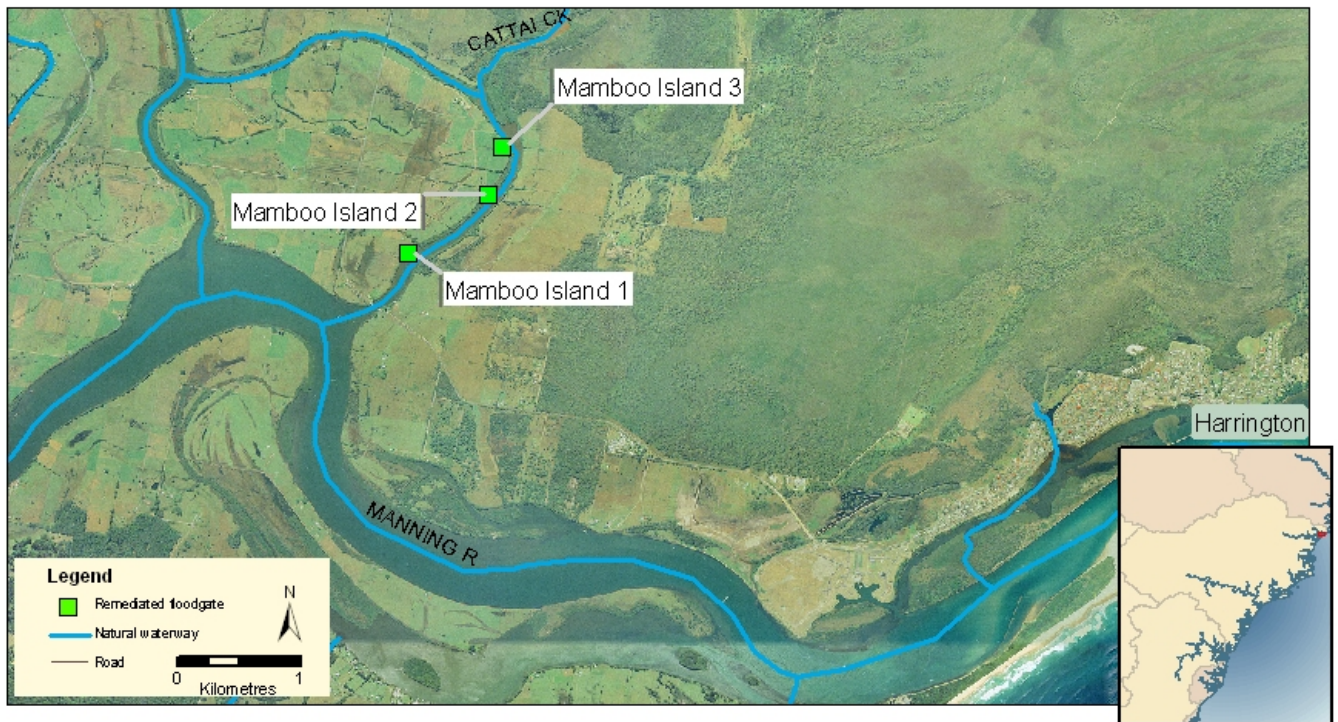 CATTAI CK
Mamboo Island 3
Mamboo Island 2
Mamboo Island 1
Harrington
MANNING R
Legend
Remediated floodgate
Natural waterway
Road
N
0 1
Kilometres